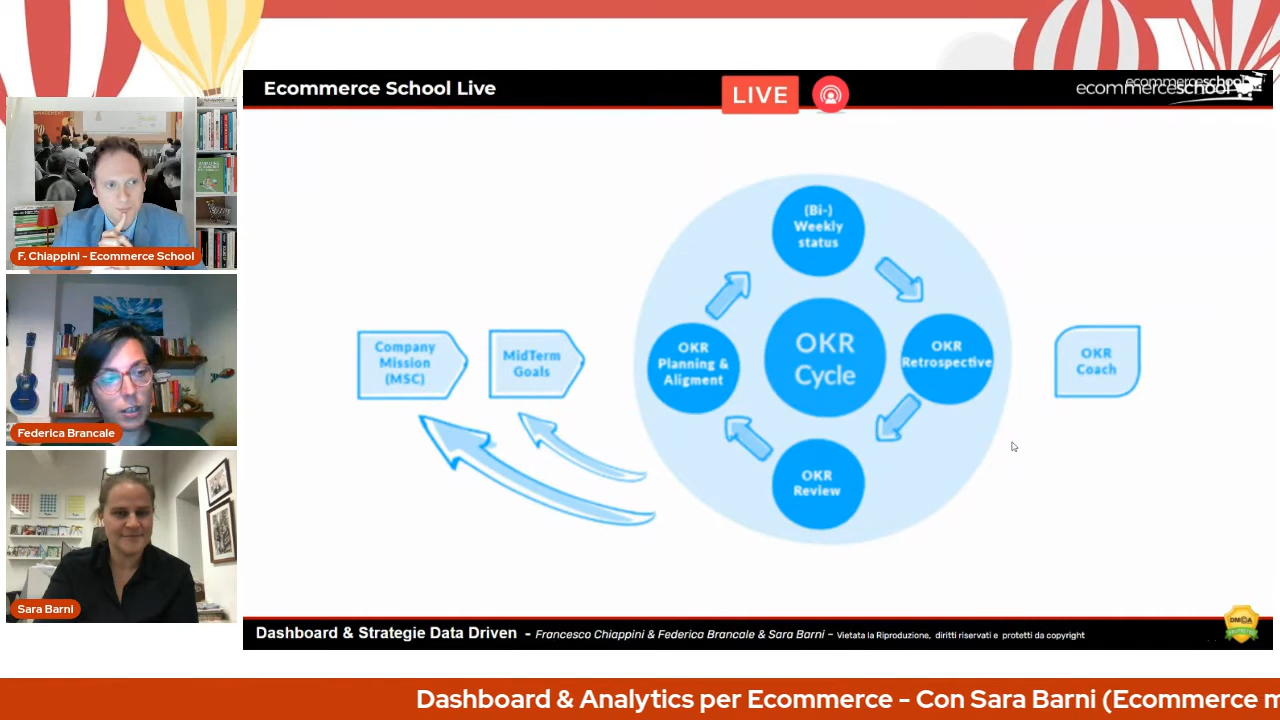 Ecommerce School Live
LIVE
ecommerceschool
ecommerceschool
F. Chiappini - Ecommerce School
Federica Brancale
Sara Barni
Company
Mission
(MSC)
MidTerm
Goals
(Bi-)
Weekly
status
OKR
Planning &
Aligment
OKR
Cycle
OKR
Retrospective
OKR
Review
OKR
Coach
Dashboard & Strategie Data Driven - Francesco Chiappini & Federica Brancale & Sara Barni – Vietata la Riproduzione, diritti riservati e protetti da copyright
DMCA
Dashboard & Analytics per Ecommerce - Con Sara Barni (Ecommerce m